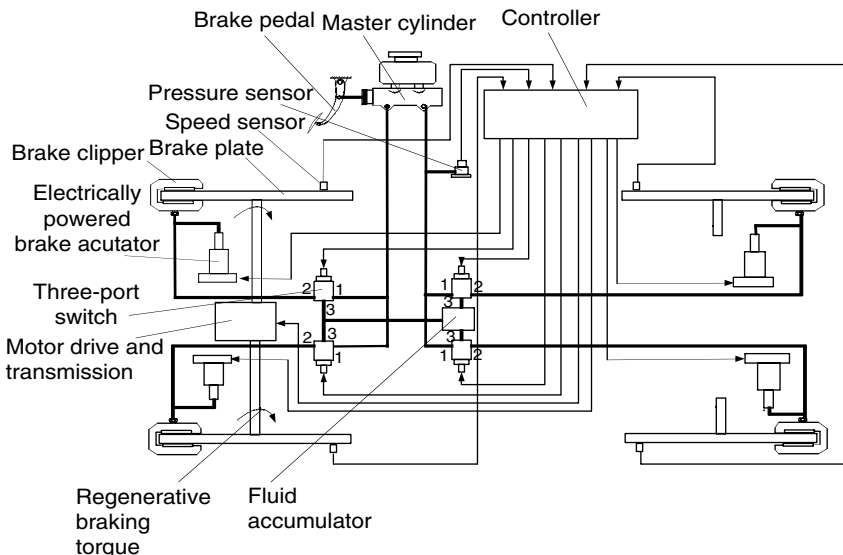 Brake pedal
Master cylinder
Controller
Pressure sensor
Speed sensor
Brake clipper
Brake plate
Electrically
powered
brake acutator
Three-port
switch
Motor drive and
transmission
2
1
3
3
2
1
1
2
3
3
1
2
Regenerative
braking
torque
Fluid
accumulator